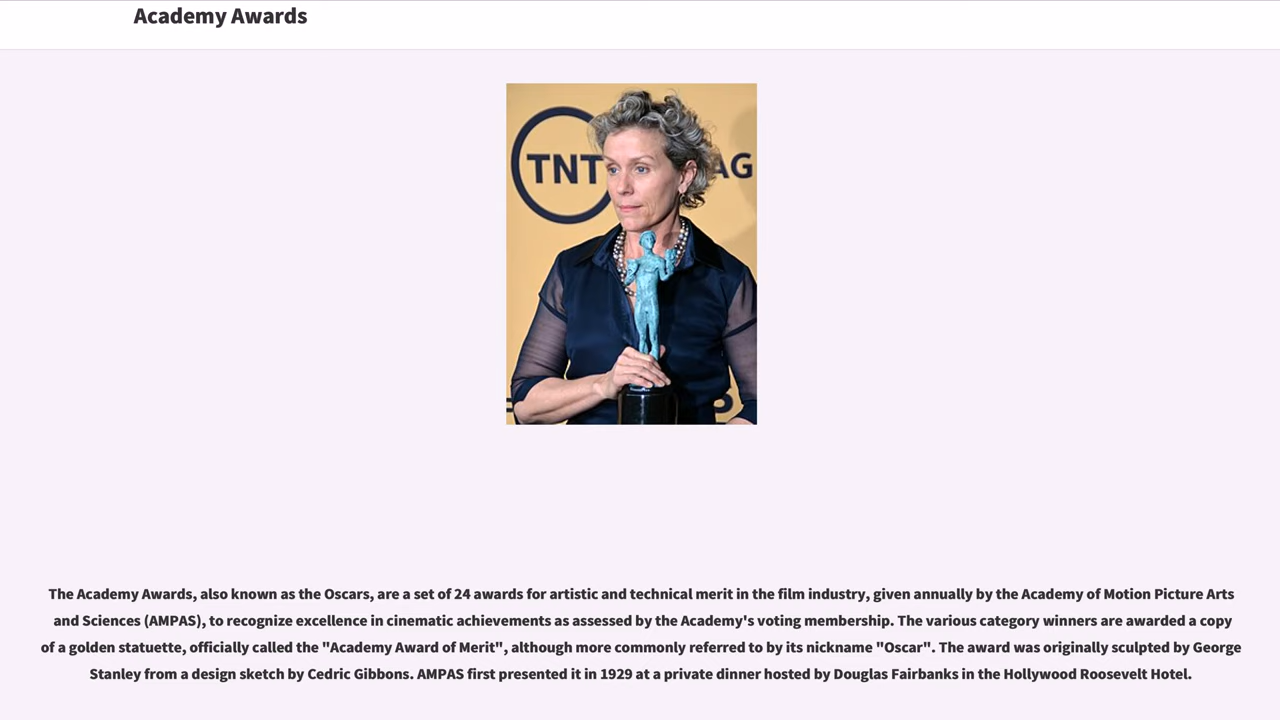 Academy Awards
TNT
AG
The Academy Awards, also known as the Oscars, are a set of 24 awards for artistic and technical merit in the film industry, given annually by the Academy of Motion Picture Arts
and Sciences (AMPAS), to recognize excellence in cinematic achievements as assessed by the Academy's voting membership. The various category winners are awarded a copy
of a golden statuette, officially called the "Academy Award of Merit", although more commonly referred to by its nickname "Oscar". The award was originally sculpted by George
Stanley from a design sketch by Cedric Gibbons. AMPAS first presented it in 1929 at a private dinner hosted by Douglas Fairbanks in the Hollywood Roosevelt Hotel.